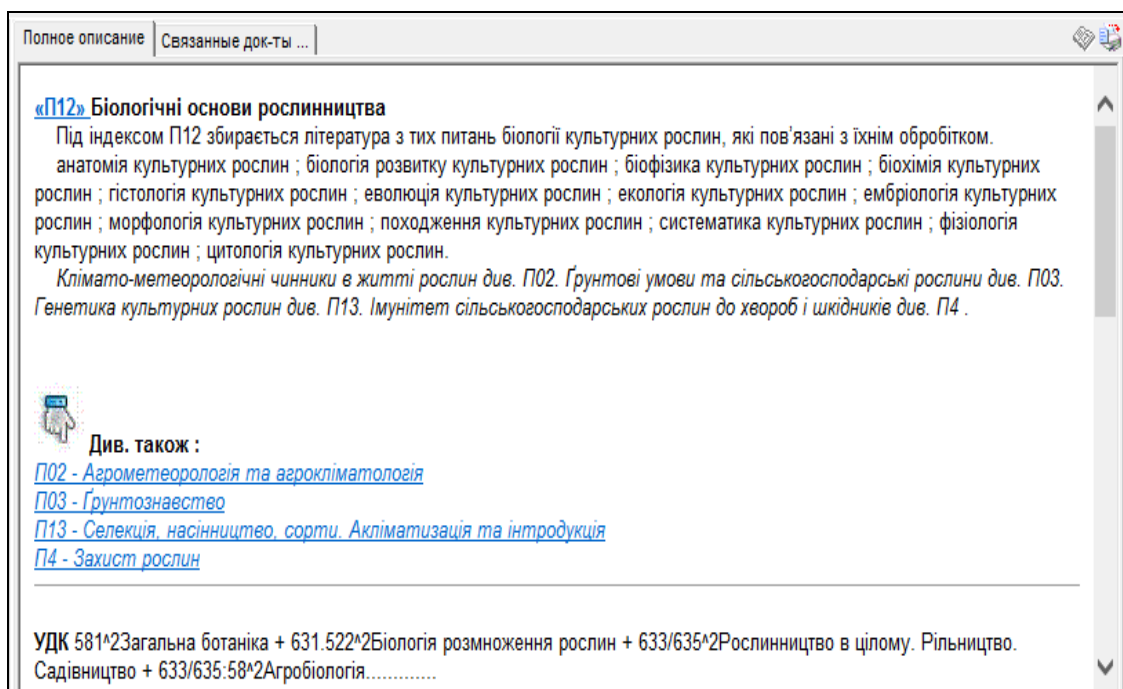 Полное описание Связанные док-ты ...
«П12» Біологічні основи рослинництва
Під індексом П12 збирається література з тих питань біології культурних рослин, які пов’язані з їхнім обробітком.
анатомія культурних рослин ; біологія розвитку культурних рослин ; біофізика культурних рослин ; біохімія культурних
рослин ; гістологія культурних рослин ; еволюція культурних рослин ; екологія культурних рослин ; ембріологія культурних
рослин ; морфологія культурних рослин ; походження культурних рослин ; систематика культурних рослин ; фізіологія
культурних рослин ; цитологія культурних рослин.
Клімато-метеорологічні чинники в житті рослин див. П02. Ґрунтові умови та сільськогосподарські рослини див. П03.
Генетика культурних рослин див. П13. Імунітет сільськогосподарських рослин до хвороб і шкідників див. П4 .
Див. також :
П02 - Агрометеорологія та агрокліматологія
П03 - Ґрунтознавство
П13 - Селекція, насінництво, сорти. Акліматизація та інтродукція
П4 - Захист рослин
УДК 581^2Загальна ботаніка + 631.522^2Біологія розмноження рослин + 633/635^2Рослинництво в цілому. Рільництво.
Садівництво + 633/635:58^2Агробіологія.............